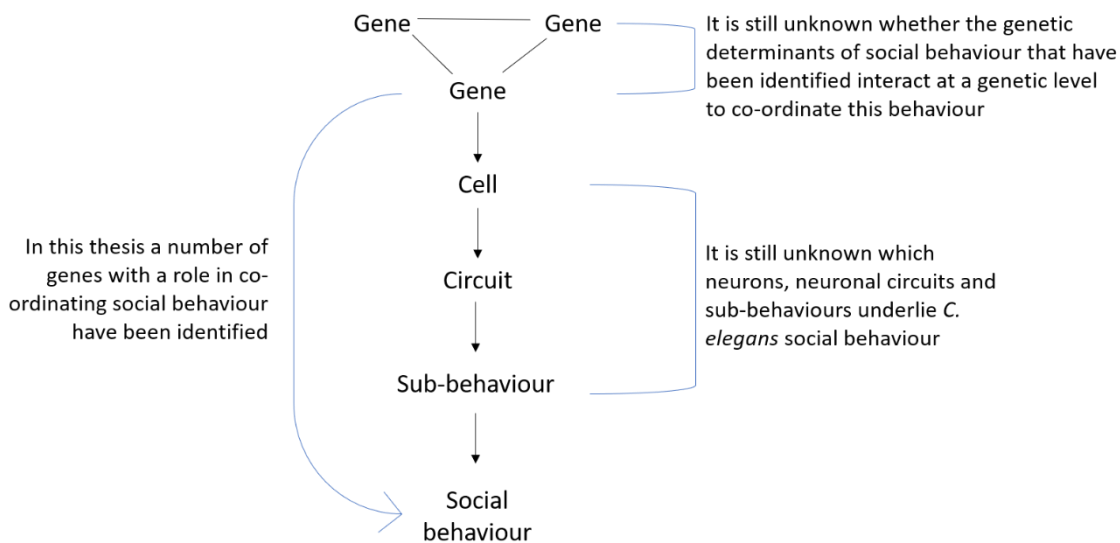 Gene
Gene
Gene
It is still unknown whether the genetic
determinants of social behaviour that have
been identified interact at a genetic level
to co-ordinate this behaviour
Cell
Circuit
Sub-behaviour
In this thesis a number of
genes with a role in co-
ordinating social behaviour
have been identified
It is still unknown which
neurons, neuronal circuits and
sub-behaviours underlie C.
elegans social behaviour
Social
behaviour